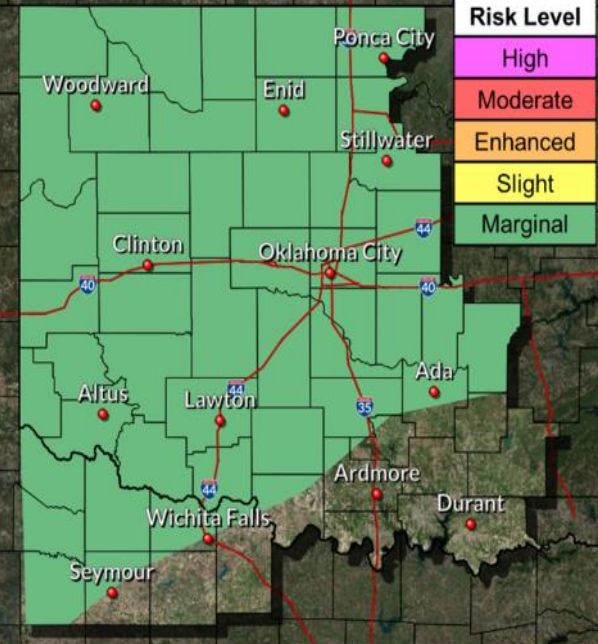 Risk Level
High
Moderate
Enhanced
Slight
Marginal
Ponca City
Woodward
Enid
Stillwater
44
Clinton
Oklahoma City
40
40
Altus
44
Lawton
Ada
35
44
Ardmore
Wichita Falls
Durant
Seymour